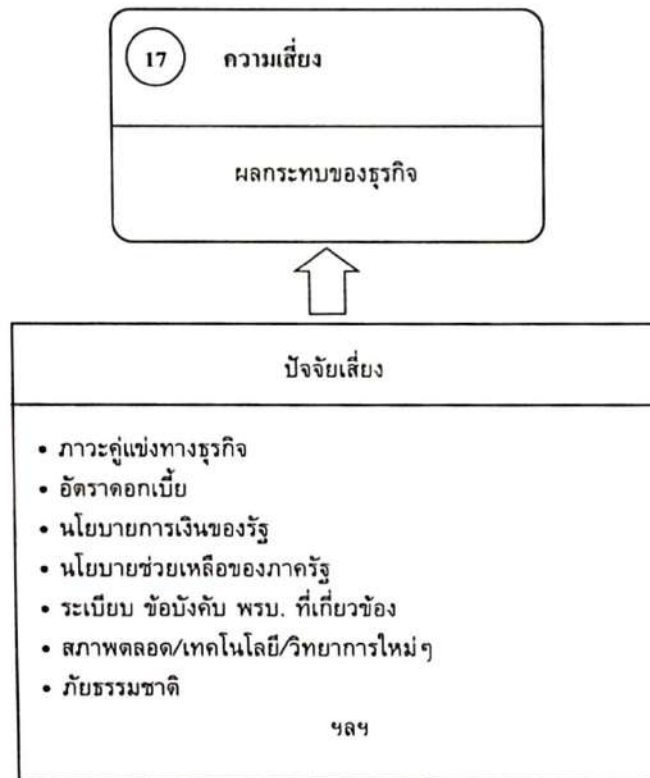 17 ความเสี่ยง
ผลกระทบของธุรกิจ
ปัจจัยเสี่ยง
• ภาวะคู่แข่งทางธุรกิจ
• อัตราดอกเบี้ย
• นโยบายการเงินของรัฐ
• นโยบายช่วยเหลือของภาครัฐ
• ระเบียบ ข้อบังคับ พรบ. ที่เกี่ยวข้อง
• สภาพตลอด/เทคโนโลยี/วิทยาการใหม่ๆ
• ภัยธรรมชาติ
ฯลฯ